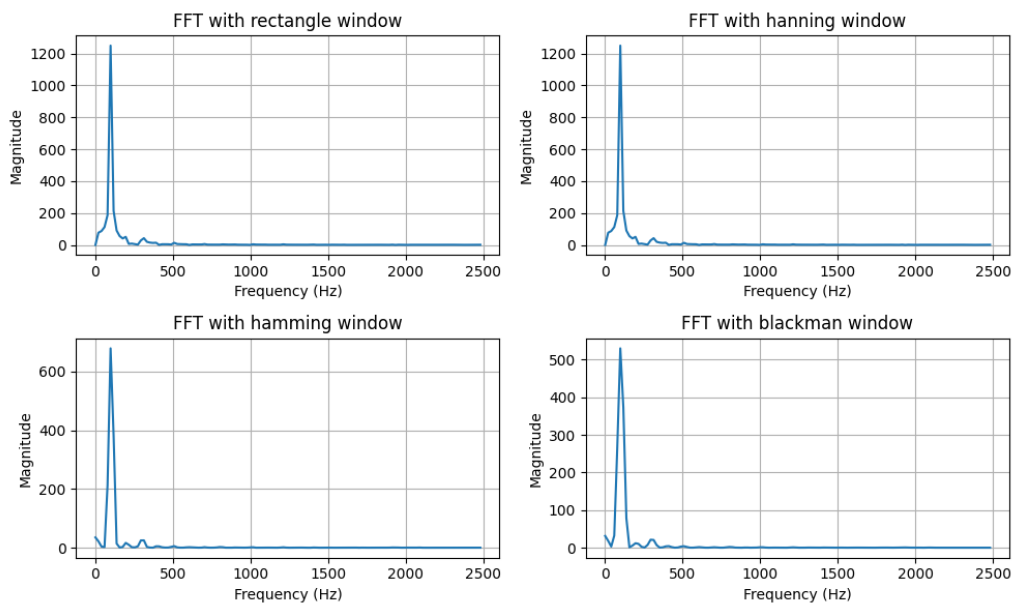 FFT with rectangle window
1200
1000
800
600
400
200
0
Magnitude
0 500 1000 1500 2000 2500
Frequency (Hz)
FFT with hanning window
1200
1000
800
600
400
200
0
Magnitude
0 500 1000 1500 2000 2500
Frequency (Hz)
FFT with hamming window
600
400
200
0
Magnitude
0 500 1000 1500 2000 2500
Frequency (Hz)
FFT with blackman window
500
400
300
200
100
0
Magnitude
0 500 1000 1500 2000 2500
Frequency (Hz)